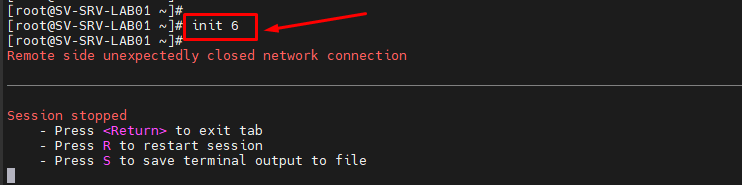 [root@SV-SRV-LAB01 ~]#
[root@SV-SRV-LAB01 ~]# init 6
[root@SV-SRV-LAB01 ~]#
Remote side unexpectedly closed network connection
Session stopped
- Press <Return> to exit tab
- Press R to restart session
- Press S to save terminal output to file